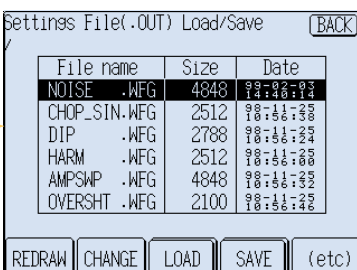 Settings File(.OUT) Load/Save [BACK]
/
File name Size Date
NOISE .WFG 4848 99-02-03 14:40:14
CHOP_SIN.WFG 2512 98-11-25 10:56:38
DIP .WFG 2788 98-11-25 10:56:24
HARM .WFG 2512 98-11-25 10:56:00
AMPSWP .WFG 4848 98-11-25 10:56:32
OVERSHT .WFG 2100 98-11-25 10:56:46
REDRAW CHANGE LOAD SAVE (etc)